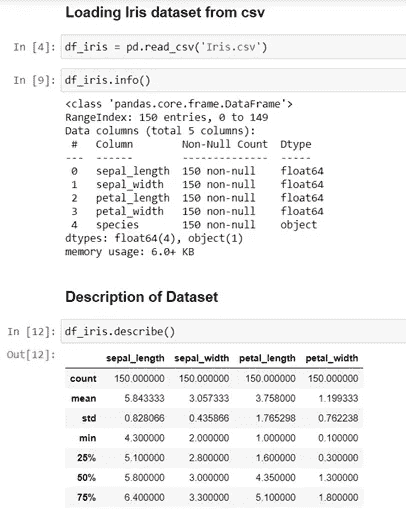 Loading Iris dataset from csv
In [4]: df_iris = pd.read_csv('Iris.csv')
In [9]: df_iris.info()
<class 'pandas.core.frame.DataFrame'>
RangeIndex: 150 entries, 0 to 149
Data columns (total 5 columns):
# Column Non-Null Count Dtype
--- ------ -------------- -----
0 sepal_length 150 non-null float64
1 sepal_width 150 non-null float64
2 petal_length 150 non-null float64
3 petal_width 150 non-null float64
4 species 150 non-null object
dtypes: float64(4), object(1)
memory usage: 6.0+ KB
Description of Dataset
In [12]: df_iris.describe()
Out[12]:
sepal_length sepal_width petal_length petal_width
count 150.000000 150.000000 150.000000 150.000000
mean 5.843333 3.057333 3.758000 1.199333
std 0.828066 0.435866 1.765298 0.762238
min 4.300000 2.000000 1.000000 0.100000
25% 5.100000 2.800000 1.600000 0.300000
50% 5.800000 3.000000 4.350000 1.300000
75% 6.400000 3.300000 5.100000 1.800000